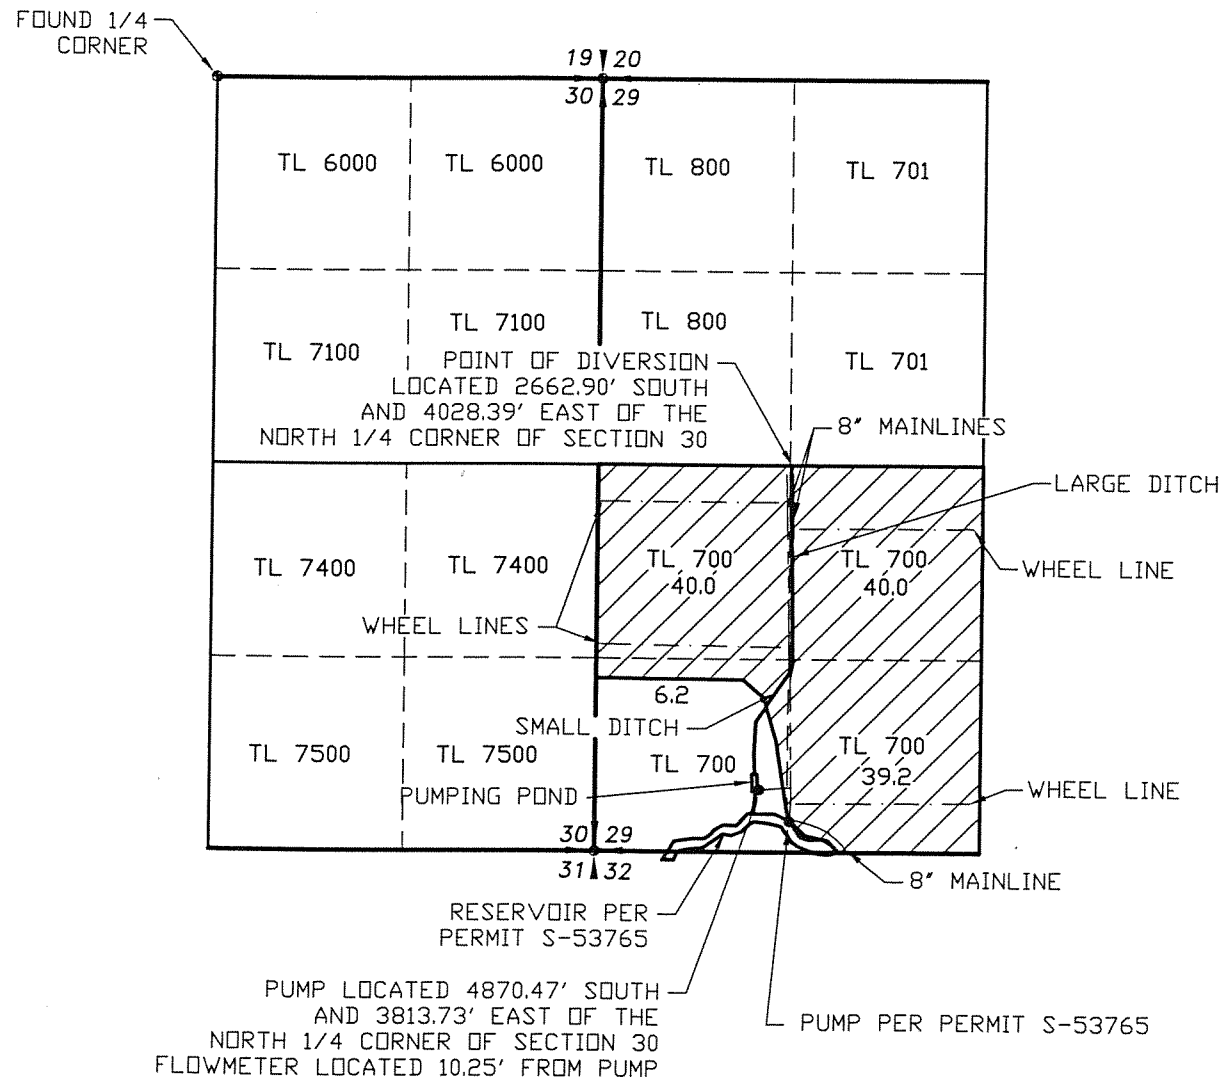 FOUND 1/4
CORNER
19 20
30 29
TL 6000 TL 6000 TL 800 TL 701
TL 7100 TL 800
TL 7100 TL 701
POINT OF DIVERSION
LOCATED 2662.90' SOUTH
AND 4028.39' EAST OF THE
NORTH 1/4 CORNER OF SECTION 30
8" MAINLINES
LARGE DITCH
TL 7400 TL 7400 TL 700 TL 700
40.0 40.0
WHEEL LINE
WHEEL LINES
6.2
SMALL DITCH
TL 7500 TL 7500 TL 700 TL 700
39.2
PUMPING POND
WHEEL LINE
30 29
31 32
8" MAINLINE
RESERVOIR PER
PERMIT S-53765
PUMP LOCATED 4870.47' SOUTH
AND 3813.73' EAST OF THE
NORTH 1/4 CORNER OF SECTION 30
FLOWMETER LOCATED 10.25' FROM PUMP
PUMP PER PERMIT S-53765